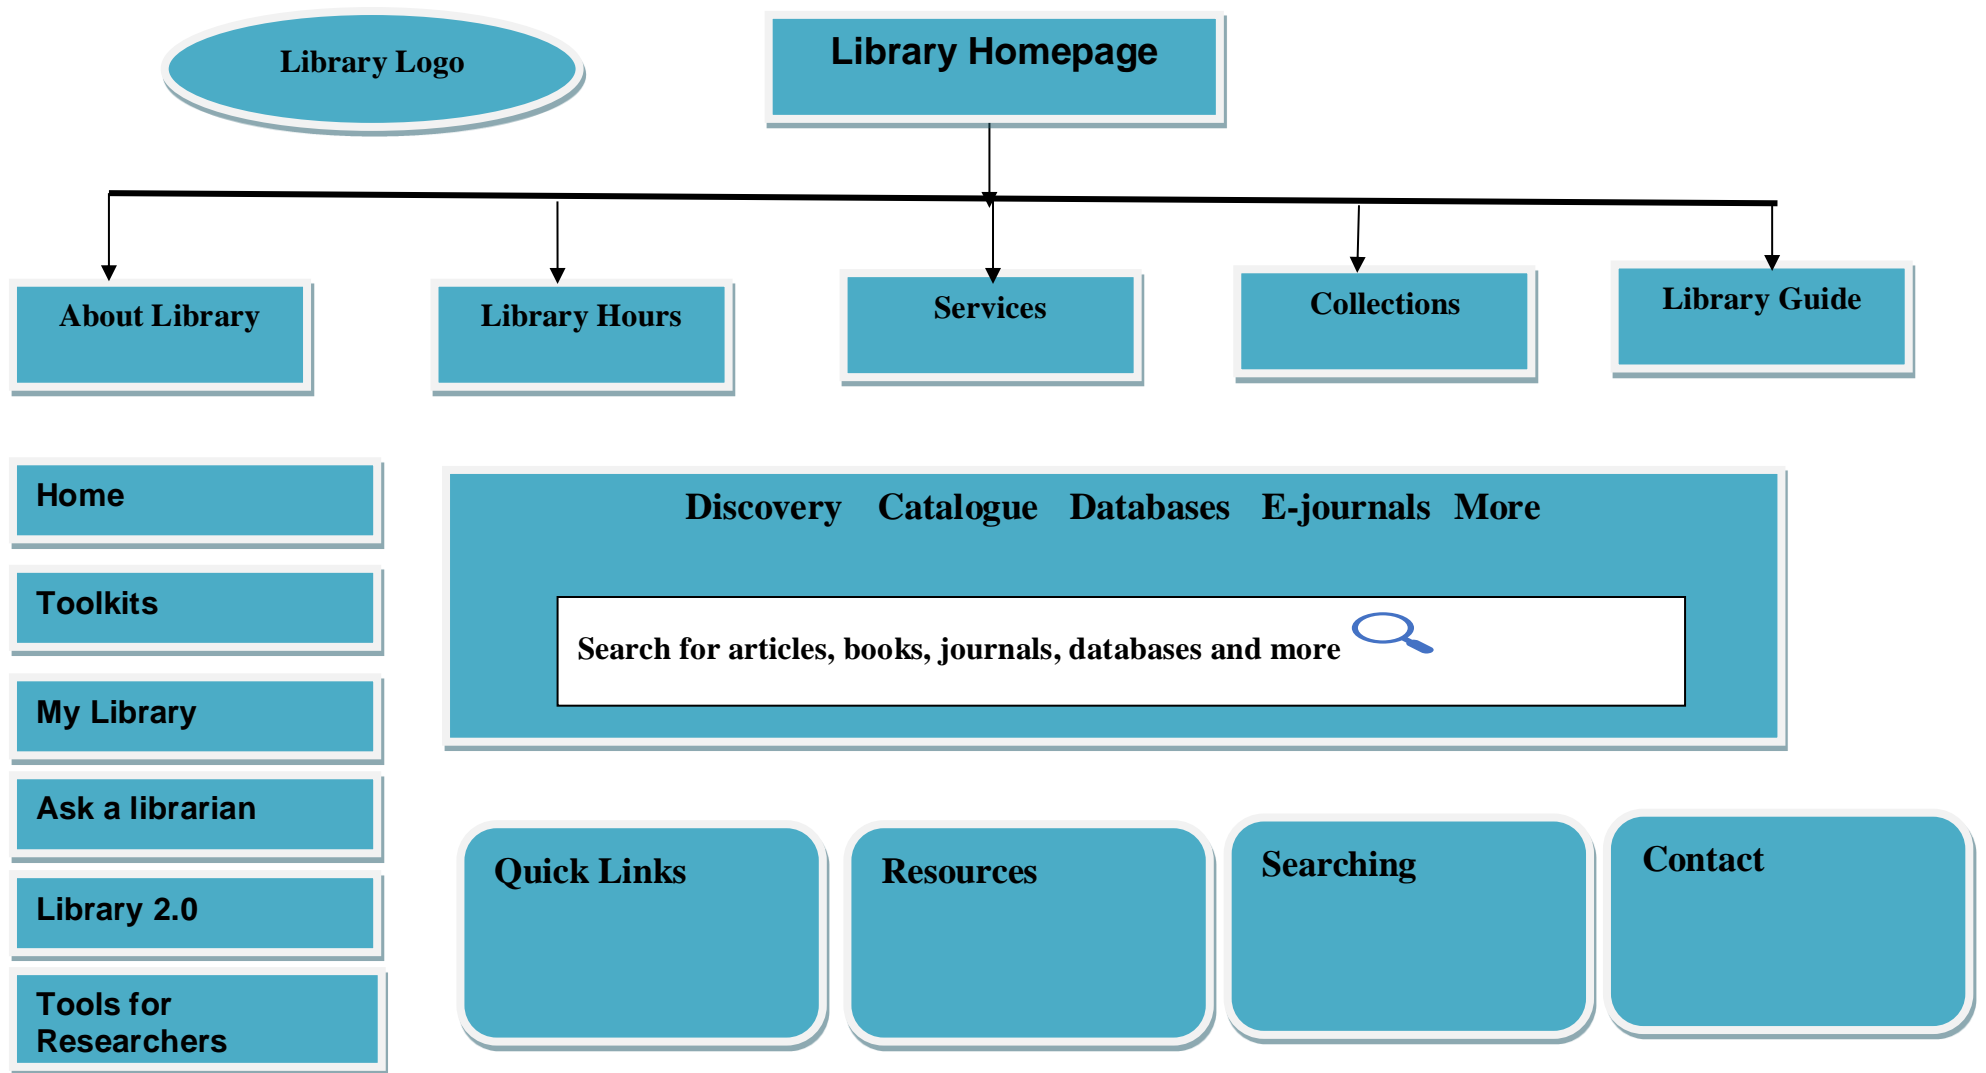 Library Logo
Library Homepage
About Library
Library Hours
Services
Collections
Library Guide
Home
Toolkits
My Library
Ask a librarian
Library 2.0
Tools for
Researchers
Discovery Catalogue Databases E-journals More
Search for articles, books, journals, databases and more
Quick Links
Resources
Searching
Contact